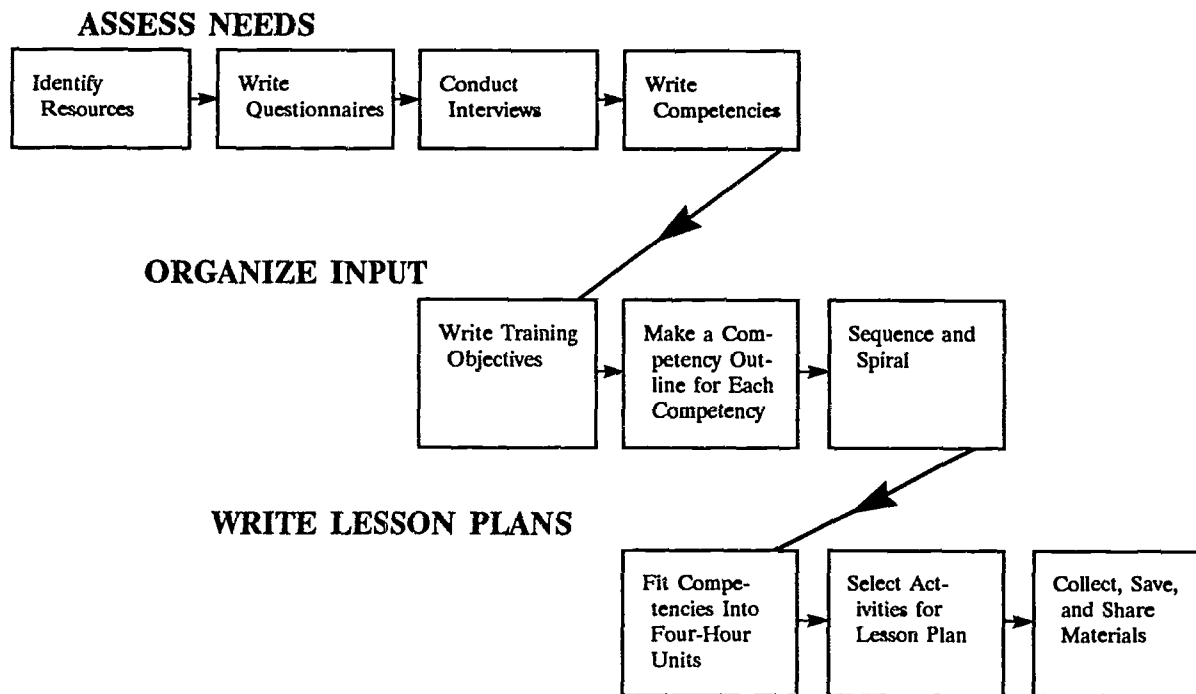 ASSESS NEEDS
Identify
Resources
Write
Questionnaires
Conduct
Interviews
Write
Competencies
ORGANIZE INPUT
Write Training
Objectives
Make a Com-
petency Out-
line for Each
Competency
Sequence and
Spiral
WRITE LESSON PLANS
Fit Compe-
tencies Into
Four-Hour
Units
Select Act-
ivities for
Lesson Plan
Collect, Save,
and Share
Materials